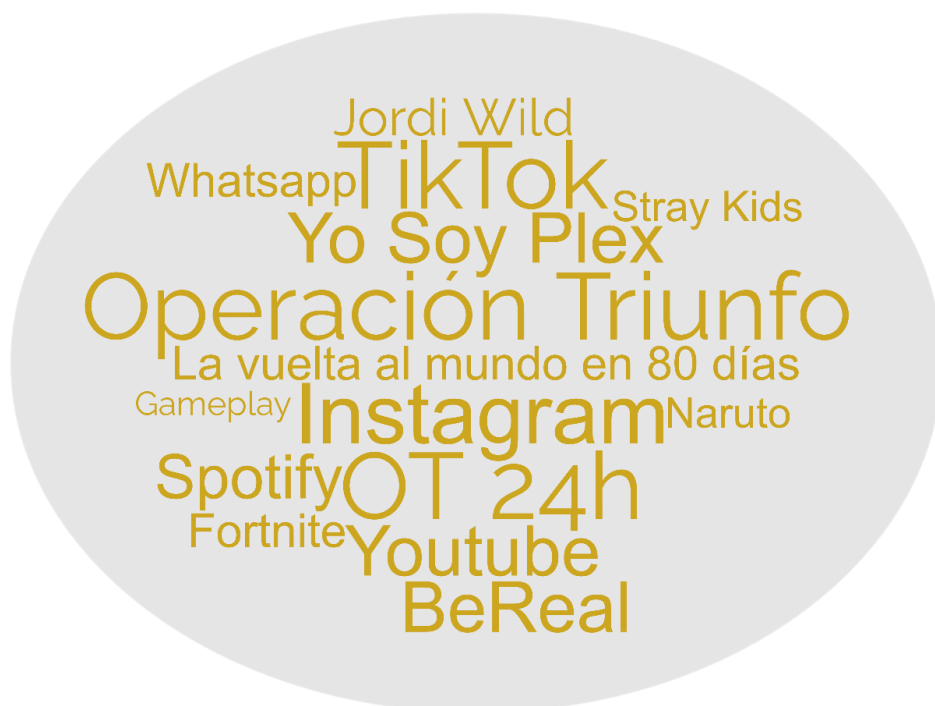 Jordi Wild
Whatsapp TikTok
Stray Kids
Yo Soy Plex
Operación Triunfo
La vuelta al mundo en 80 días
Gameplay Instagram Naruto
Spotify OT 24h
Fortnite Youtube
BeReal